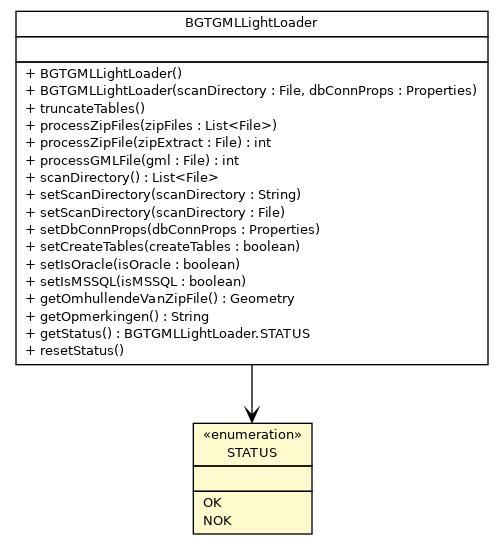 BGTGMLLightLoader
+ BGTGMLLightLoader()
+ BGTGMLLightLoader(scanDirectory : File, dbConnProps : Properties)
+ truncateTables()
+ processZipFiles(zipFiles : List<File>)
+ processZipFile(zipExtract : File) : int
+ processGMLFile(gml : File) : int
+ scanDirectory() : List<File>
+ setScanDirectory(scanDirectory : String)
+ setScanDirectory(scanDirectory : File)
+ setDbConnProps(dbConnProps : Properties)
+ setCreateTables(createTables : boolean)
+ setIsOracle(isOracle : boolean)
+ setIsMSSQL(isMSSQL : boolean)
+ getOmhullendeVanZipFile() : Geometry
+ getOpmerkingen() : String
+ getStatus() : BGTGMLLightLoader.STATUS
+ resetStatus()
«enumeration»
STATUS
OK
NOK